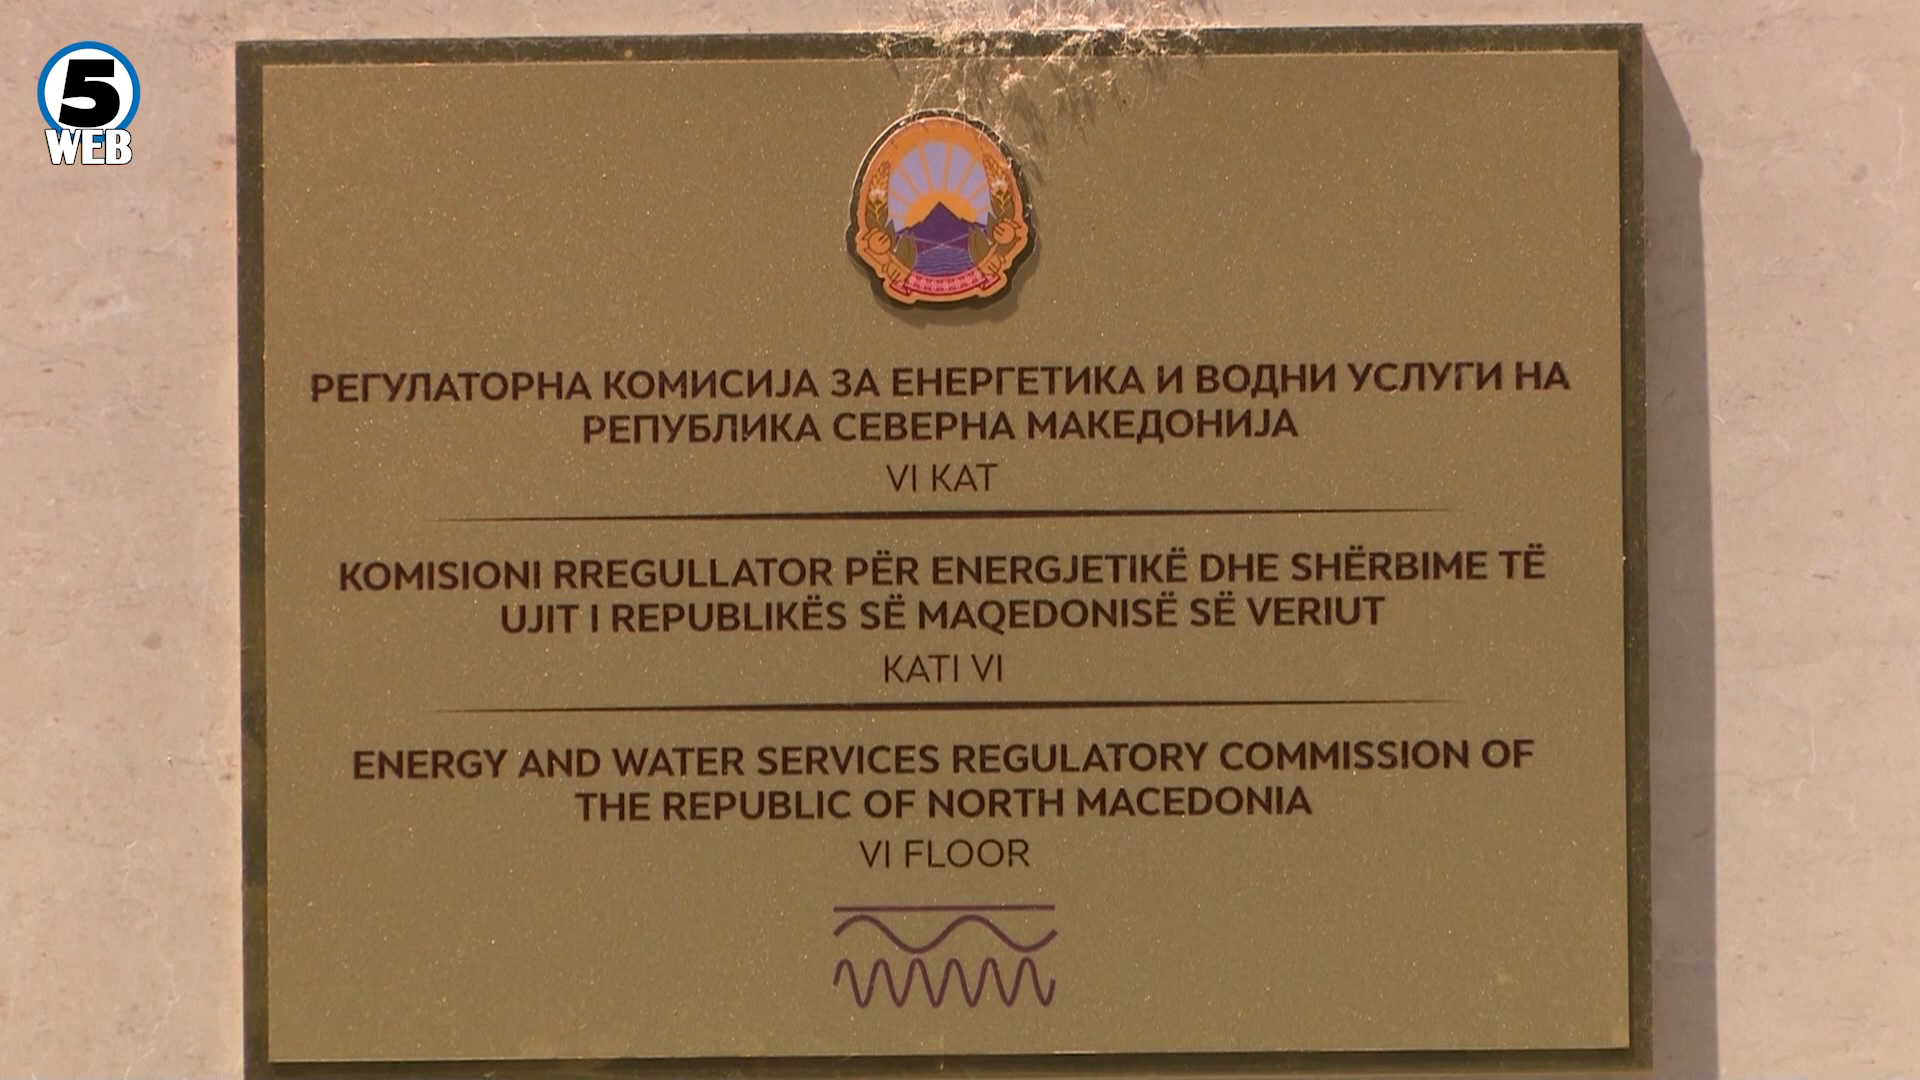 5
WEB
РЕГУЛАТОРНА КОМИСИЈА ЗА ЕНЕРГЕТИКА И ВОДНИ УСЛУГИ НА
РЕПУБЛИКА СЕВЕРНА МАКЕДОНИЈА
VI КАТ
KOMISIONI RREGULLATOR PËR ENERGJETIKË DHE SHËRBIME TË
UJIT I REPUBLIKËS SË MAQEDONISË SË VERIUT
KATI VI
ENERGY AND WATER SERVICES REGULATORY COMMISSION OF
THE REPUBLIC OF NORTH MACEDONIA
VI FLOOR